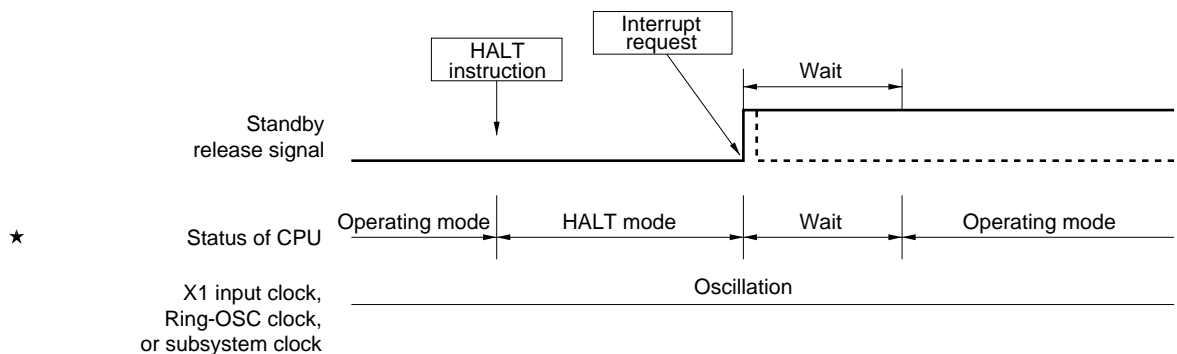 Interrupt
request
HALT
instruction
Wait
Standby
release signal
★ Status of CPU Operating mode HALT mode Wait Operating mode
X1 input clock,
Ring-OSC clock,
or subsystem clock
Oscillation